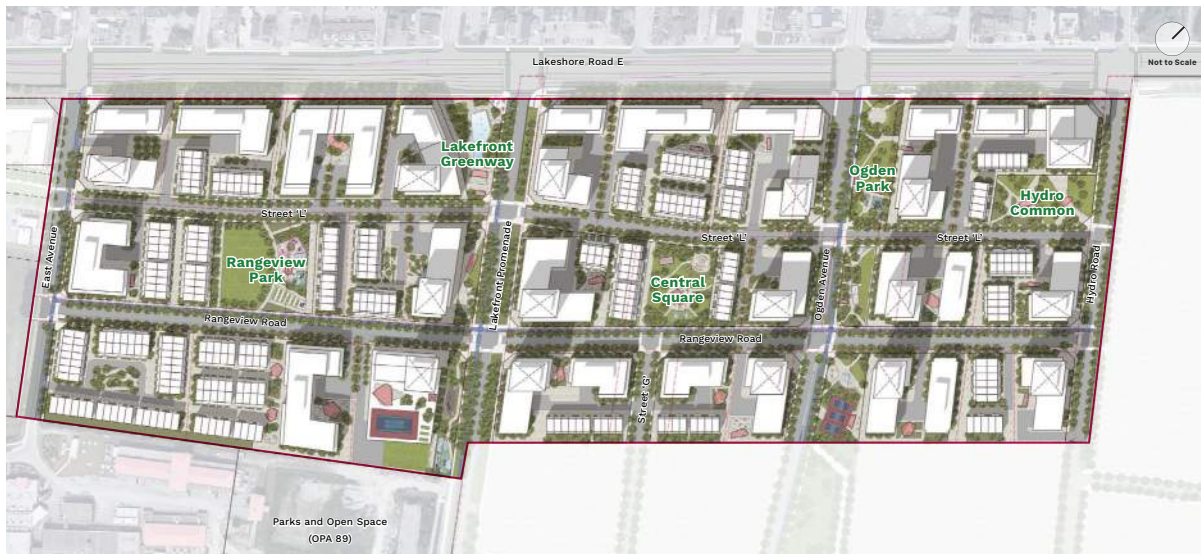 Lakeshore Road E
Not to Scale
Lakefront
Greenway
Ogden
Park
Hydro
Common
Street 'L'
Street 'L'
Street 'L'
East Avenue
Rangeview
Park
Lakefront Promenade
Central
Square
Ogden Avenue
Hydro Road
Rangeview Road
Rangeview Road
Street 'G'
Parks and Open Space
(OPA 89)